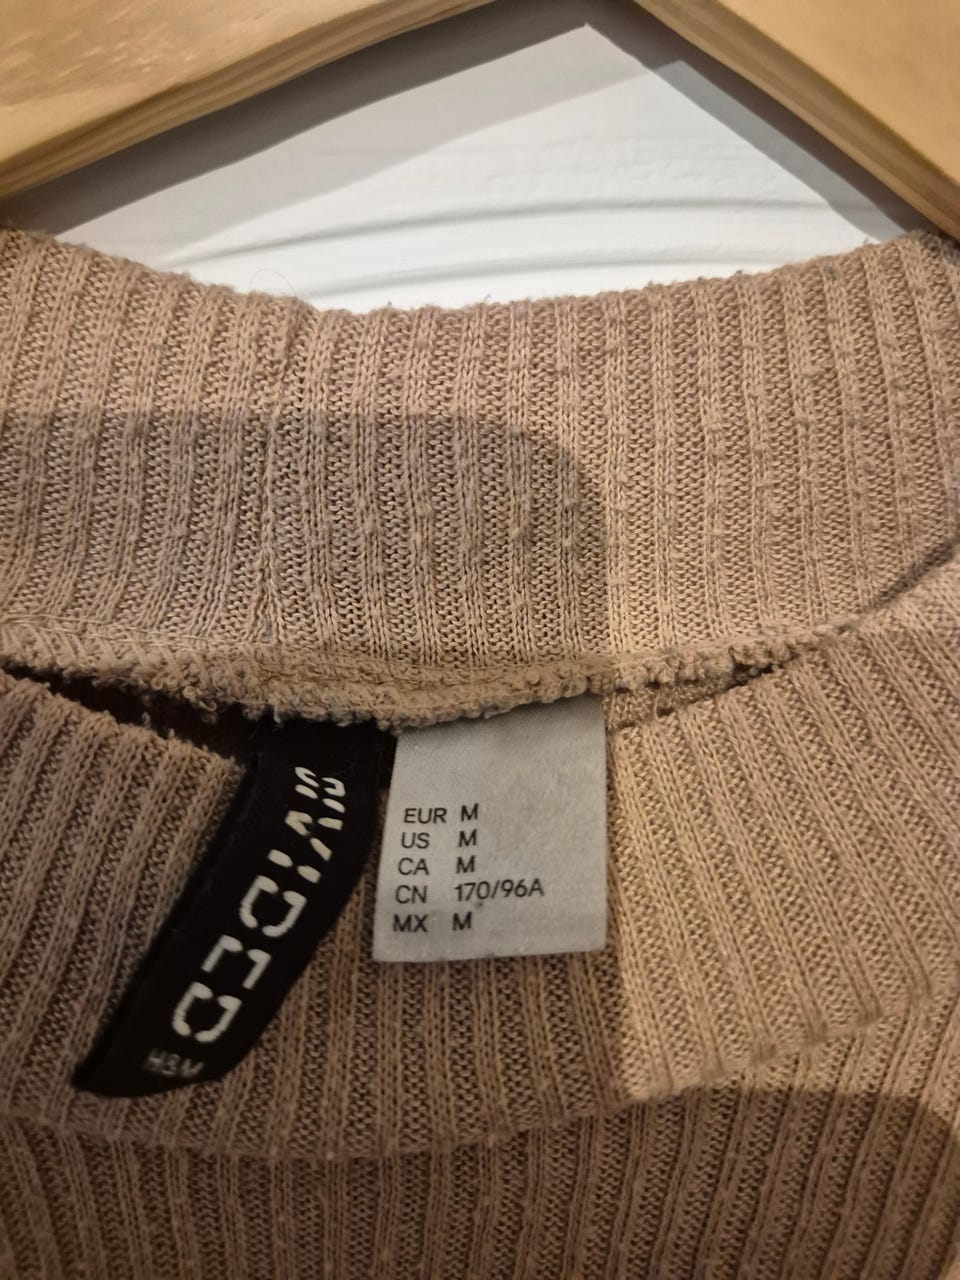 DIVIDED
H&M
EUR M
US M
CA M
CN 170/96A
MX M